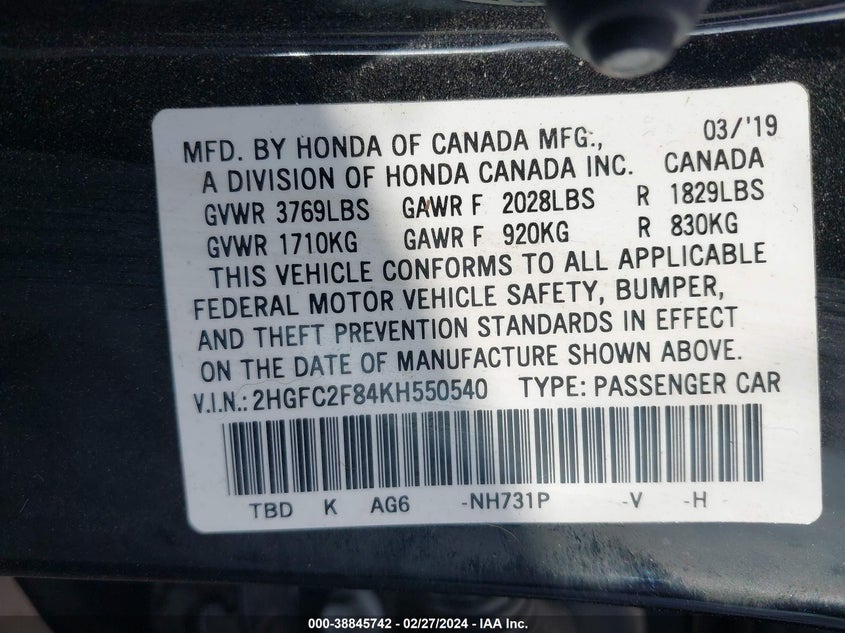 MFD. BY HONDA OF CANADA MFG., 03/'19
A DIVISION OF HONDA CANADA INC. CANADA
GVWR 3769LBS GAWR F 2028LBS R 1829LBS
GVWR 1710KG GAWR F 920KG R 830KG
THIS VEHICLE CONFORMS TO ALL APPLICABLE
FEDERAL MOTOR VEHICLE SAFETY, BUMPER,
AND THEFT PREVENTION STANDARDS IN EFFECT
ON THE DATE OF MANUFACTURE SHOWN ABOVE.
V.I.N.: 2HGFC2F84KH550540 TYPE: PASSENGER CAR
TBD K AG6 -NH731P -V -H
000-38845742 - 02/27/2024 - IAA Inc.